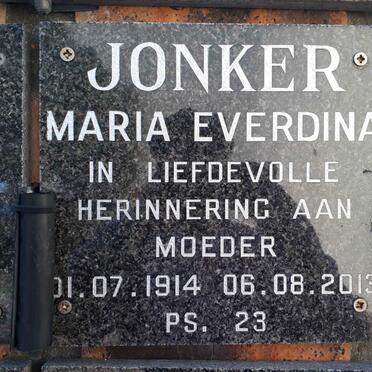 JONKER
MARIA EVERDINA
IN LIEFDEVOLLE
HERINNERING AAN
MOEDER
01.07.1914 06.08.2013
PS. 23